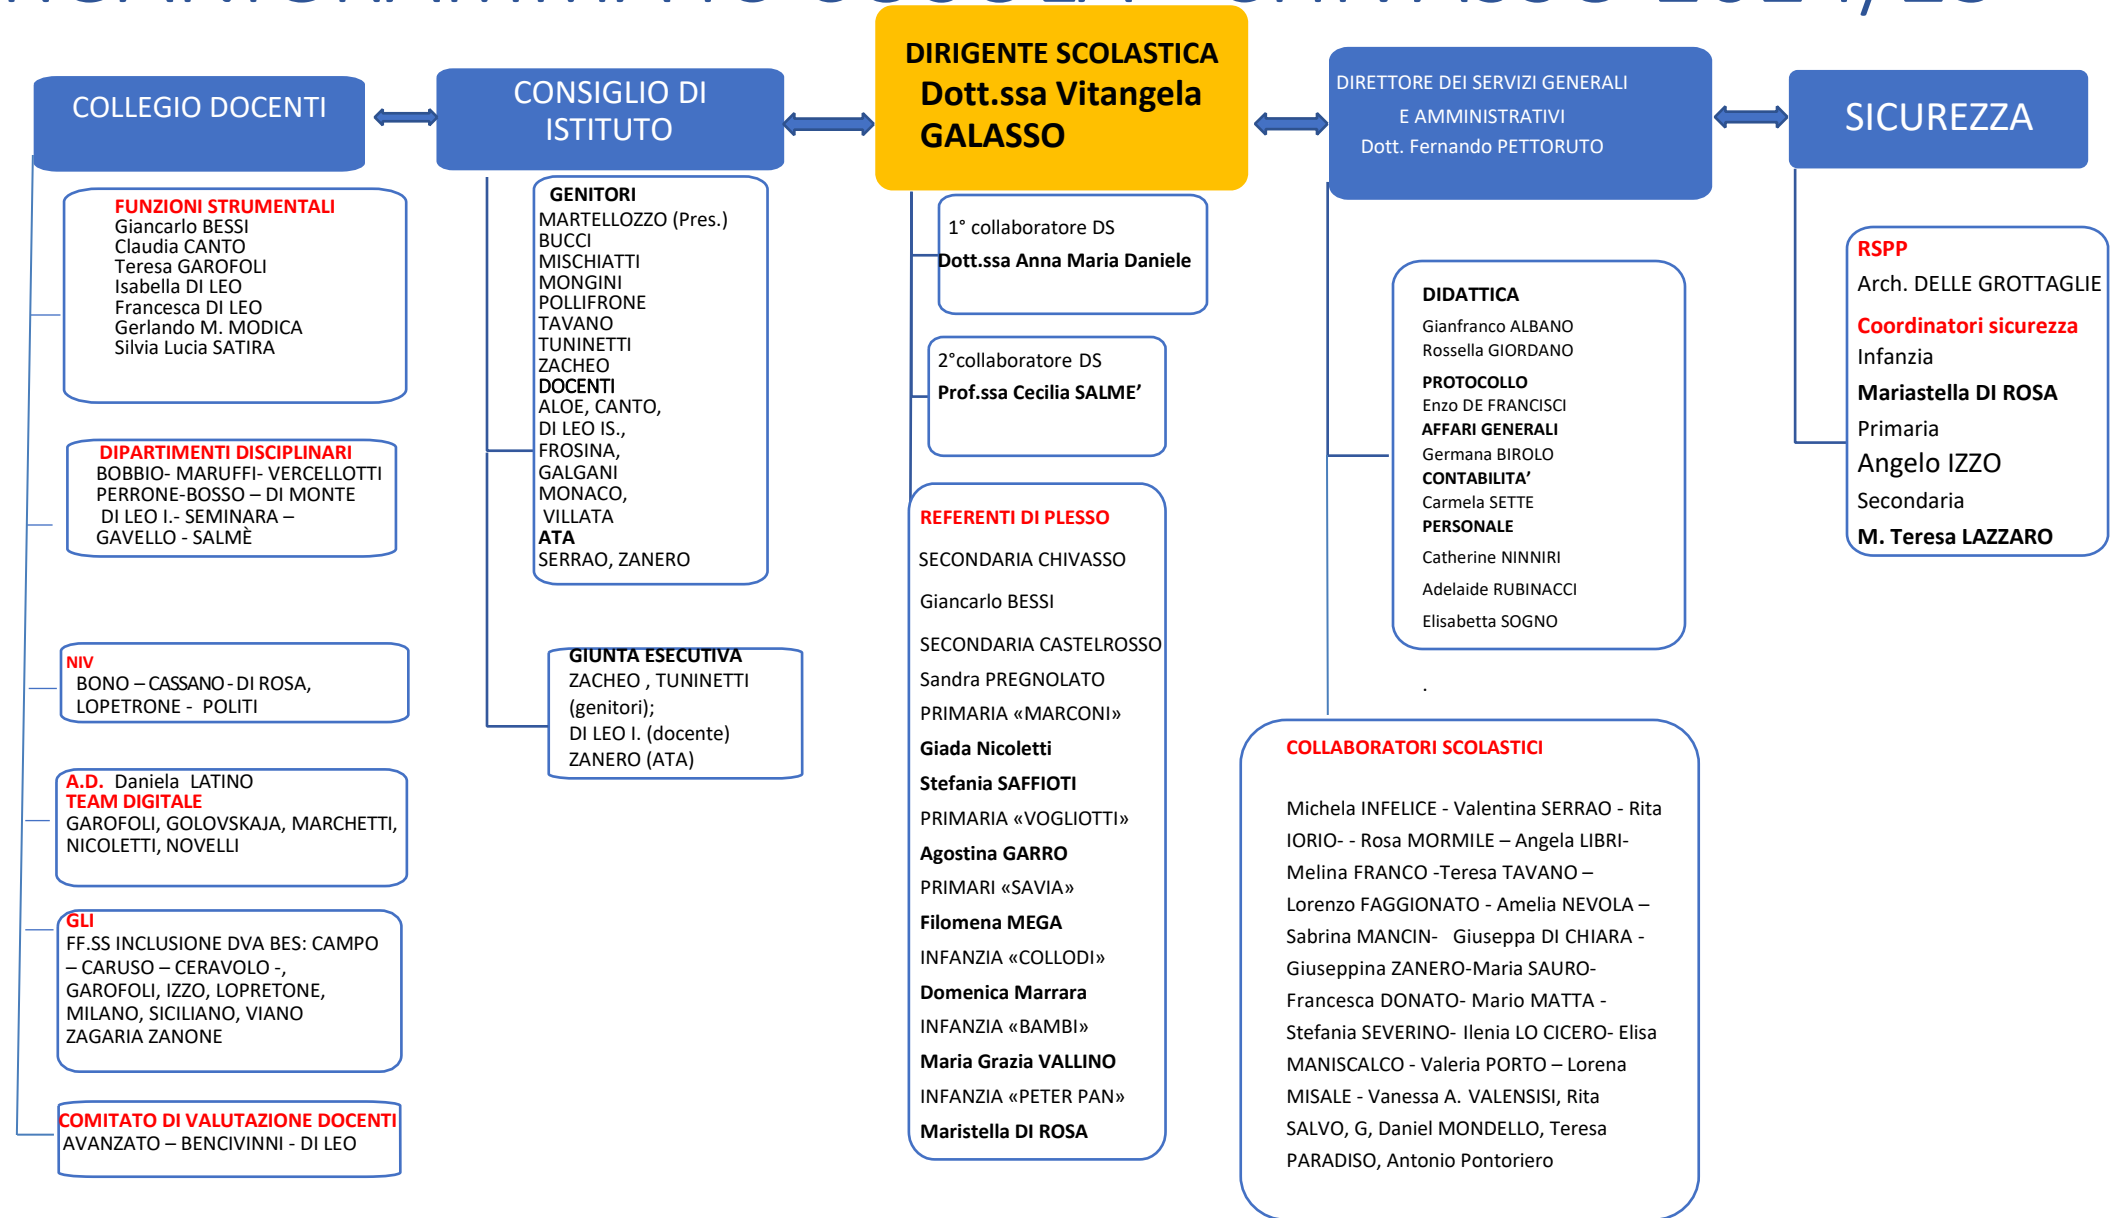 COLLEGIO DOCENTI
FUNZIONI STRUMENTALI
Giancarlo BESSI
Claudia CANTO
Teresa GAROFOLI
Isabella DI LEO
Francesca DI LEO
Gerlando M. MODICA
Silvia Lucia SATIRA
DIPARTIMENTI DISCIPLINARI
BOBBIO- MARUFFI- VERCELLOTTI
PERRONE-BOSSO – DI MONTE
DI LEO I.- SEMINARA –
GAVELLO - SALMÈ
NIV
BONO – CASSANO - DI ROSA,
LOPETRONE - POLITI
A.D. Daniela LATINO
TEAM DIGITALE
GAROFOLI, GOLOVSKAJA, MARCHETTI,
NICOLETTI, NOVELLI
GLI
FF.SS INCLUSIONE DVA BES: CAMPO
– CARUSO – CERAVOLO -,
GAROFOLI, IZZO, LOPRETONE,
MILANO, SICILIANO, VIANO
ZAGARIA ZANONE
COMITATO DI VALUTAZIONE DOCENTI
AVANZATO – BENCIVINNI - DI LEO
CONSIGLIO DI
ISTITUTO
GENITORI
MARTELLOZZO (Pres.)
BUCCI
MISCHIATTI
MONGINI
POLLIFRONE
TAVANO
TUNINETTI
ZACHEO
DOCENTI
ALOE, CANTO,
DI LEO IS.,
FROSINA,
GALGANI
MONACO,
VILLATA
ATA
SERRAO, ZANERO
GIUNTA ESECUTIVA
ZACHEO , TUNINETTI
(genitori);
DI LEO I. (docente)
ZANERO (ATA)
DIRIGENTE SCOLASTICA
Dott.ssa Vitangela
GALASSO
1° collaboratore DS
Dott.ssa Anna Maria Daniele
2°collaboratore DS
Prof.ssa Cecilia SALME’
REFERENTI DI PLESSO
SECONDARIA CHIVASSO
Giancarlo BESSI
SECONDARIA CASTELROSSO
Sandra PREGNOLATO
PRIMARIA «MARCONI»
Giada Nicoletti
Stefania SAFFIOTI
PRIMARIA «VOGLIOTTI»
Agostina GARRO
PRIMARI «SAVIA»
Filomena MEGA
INFANZIA «COLLODI»
Domenica Marrara
INFANZIA «BAMBI»
Maria Grazia VALLINO
INFANZIA «PETER PAN»
Maristella DI ROSA
DIRETTORE DEI SERVIZI GENERALI
E AMMINISTRATIVI
Dott. Fernando PETTORUTO
DIDATTICA
Gianfranco ALBANO
Rossella GIORDANO
PROTOCOLLO
Enzo DE FRANCISCI
AFFARI GENERALI
Germana BIROLO
CONTABILITA’
Carmela SETTE
PERSONALE
Catherine NINNIRI
Adelaide RUBINACCI
Elisabetta SOGNO
.
COLLABORATORI SCOLASTICI
Michela INFELICE - Valentina SERRAO - Rita
IORIO- - Rosa MORMILE – Angela LIBRI-
Melina FRANCO -Teresa TAVANO –
Lorenzo FAGGIONATO - Amelia NEVOLA –
Sabrina MANCIN- Giuseppa DI CHIARA -
Giuseppina ZANERO-Maria SAURO-
Francesca DONATO- Mario MATTA -
Stefania SEVERINO- Ilenia LO CICERO- Elisa
MANISCALCO - Valeria PORTO – Lorena
MISALE - Vanessa A. VALENSISI, Rita
SALVO, G, Daniel MONDELLO, Teresa
PARADISO, Antonio Pontoriero
SICUREZZA
RSPP
Arch. DELLE GROTTAGLIE
Coordinatori sicurezza
Infanzia
Mariastella DI ROSA
Primaria
Angelo IZZO
Secondaria
M. Teresa LAZZARO